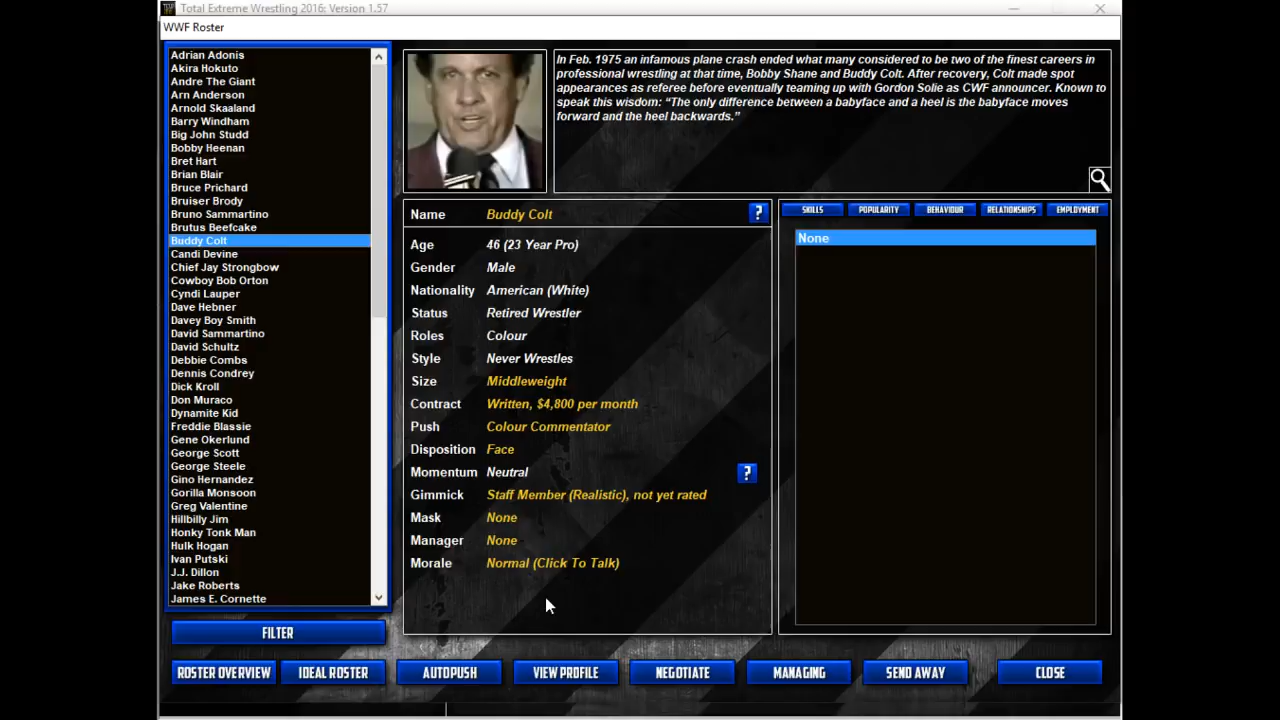 Total Extreme Wrestling 2016: Version 1.57
WWF Roster
Adrian Adonis
Akira Hokuto
Andre The Giant
Arn Anderson
Arnold Skaaland
Barry Windham
Big John Studd
Bobby Heenan
Bret Hart
Brian Blair
Bruce Prichard
Bruiser Brody
Bruno Sammartino
Brutus Beefcake
Buddy Colt
Candi Devine
Chief Jay Strongbow
Cowboy Bob Orton
Cyndi Lauper
Dave Hebner
Davey Boy Smith
David Sammartino
David Schultz
Debbie Combs
Dennis Condrey
Dick Kroll
Don Muraco
Dynamite Kid
Freddie Blassie
Gene Okerlund
George Scott
George Steele
Gino Hernandez
Gorilla Monsoon
Greg Valentine
Hillbilly Jim
Honky Tonk Man
Hulk Hogan
Ivan Putski
J.J. Dillon
Jake Roberts
James E. Cornette
FILTER
In Feb. 1975 an infamous plane crash ended what many considered to be two of the finest careers in
professional wrestling at that time, Bobby Shane and Buddy Colt. After recovery, Colt made spot
appearances as referee before eventually teaming up with Gordon Solie as CWF announcer. Known to
speak this wisdom: “The only difference between a babyface and a heel is the babyface moves
forward and the heel backwards.”
Name Buddy Colt ?
Age 46 (23 Year Pro)
Gender Male
Nationality American (White)
Status Retired Wrestler
Roles Colour
Style Never Wrestles
Size Middleweight
Contract Written, $4,800 per month
Push Colour Commentator
Disposition Face
Momentum Neutral ?
Gimmick Staff Member (Realistic), not yet rated
Mask None
Manager None
Morale Normal (Click To Talk)
SKILLS POPULARITY BEHAVIOUR RELATIONSHIPS EMPLOYMENT
None
ROSTER OVERVIEW IDEAL ROSTER AUTOPUSH VIEW PROFILE NEGOTIATE MANAGING SEND AWAY CLOSE